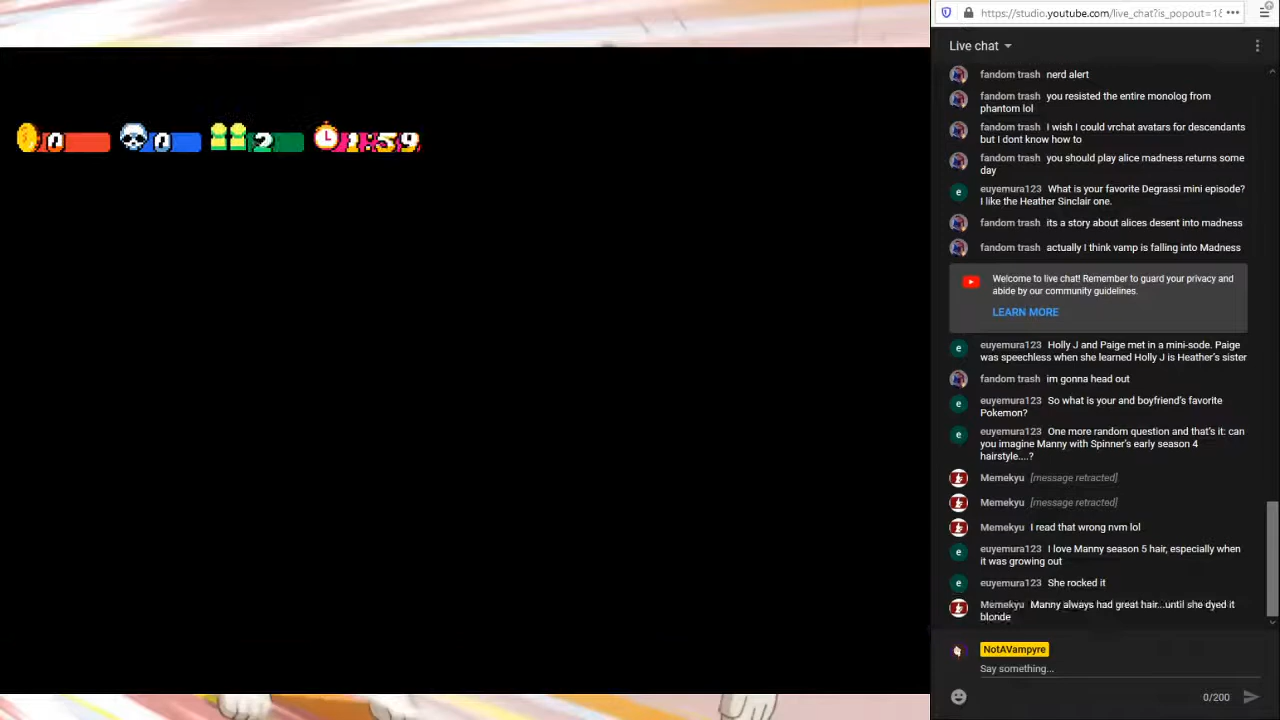 0 0 2 1:59
https://studio.youtube.com/live_chat?is_popout=1&
Live chat
fandom trash nerd alert
fandom trash you resisted the entire monolog from
phantom lol
fandom trash I wish I could vrchat avatars for descendants
but I dont know how to
fandom trash you should play alice madness returns some
day
euyemura123 What is your favorite Degrassi mini episode?
I like the Heather Sinclair one.
fandom trash its a story about alices desent into madness
fandom trash actually I think vamp is falling into Madness
Welcome to live chat! Remember to guard your privacy and
abide by our community guidelines.
LEARN MORE
euyemura123 Holly J and Paige met in a mini-sode. Paige
was speechless when she learned Holly J is Heather's sister
fandom trash im gonna head out
euyemura123 So what is your and boyfriend's favorite
Pokemon?
euyemura123 One more random question and that's it: can
you imagine Manny with Spinner's early season 4
hairstyle....?
Memekyu [message retracted]
Memekyu [message retracted]
Memekyu I read that wrong nvm lol
euyemura123 I love Manny season 5 hair, especially when
it was growing out
euyemura123 She rocked it
Memekyu Manny always had great hair...until she dyed it
blonde
NotAVampyre
Say something...
0/200